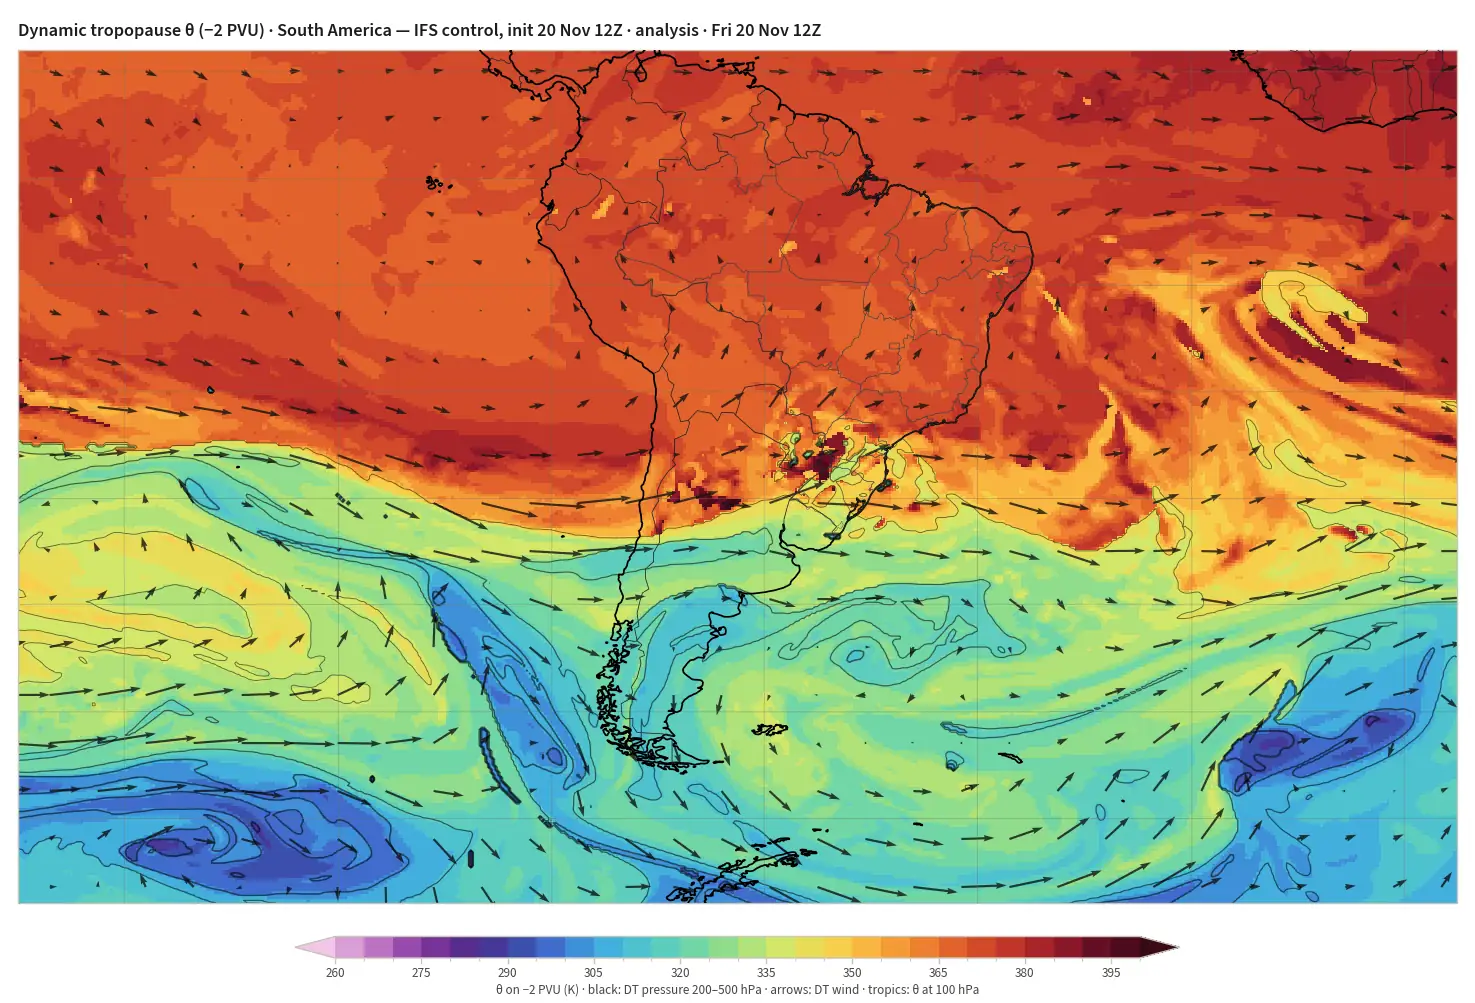 Dynamic tropopause θ (−2 PVU) · South America — IFS control, init 20 Nov 12Z · analysis · Fri 20 Nov 12Z
260 275 290 305 320 335 350 365 380 395
θ on −2 PVU (K) · black: DT pressure 200–500 hPa · arrows: DT wind · tropics: θ at 100 hPa